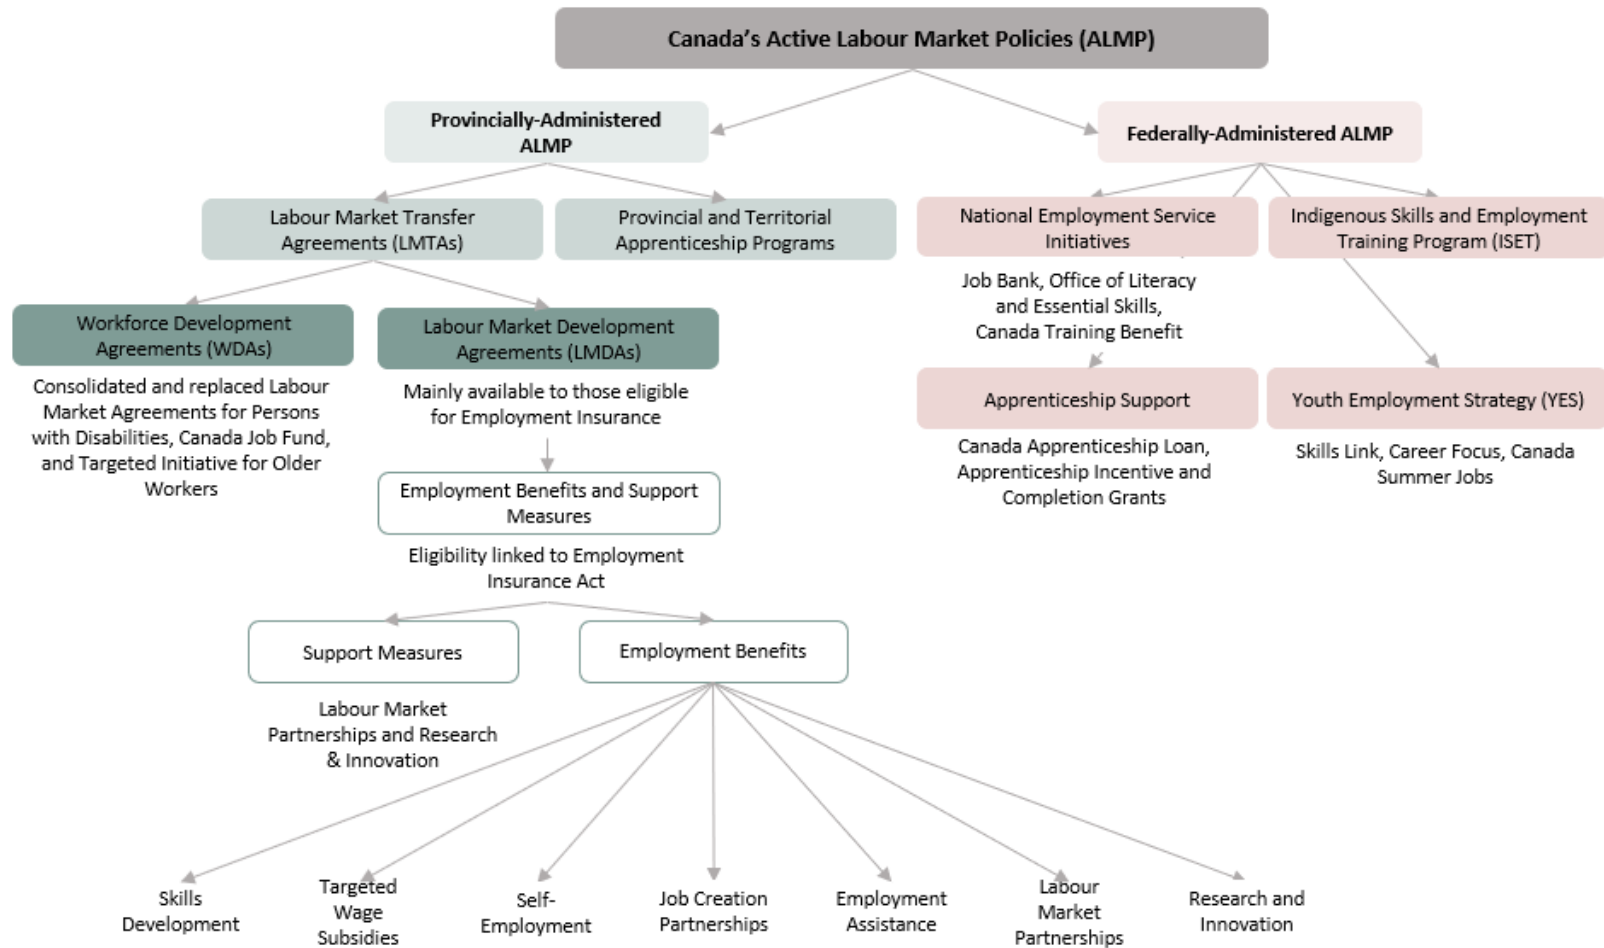 Canada's Active Labour Market Policies (ALMP)
Provincially-Administered
ALMP
Federally-Administered ALMP
Labour Market Transfer
Agreements (LMTAs)
Provincial and Territorial
Apprenticeship Programs
National Employment Service
Initiatives
Indigenous Skills and Employment
Training Program (ISET)
Job Bank, Office of Literacy
and Essential Skills,
Canada Training Benefit
Workforce Development
Agreements (WDAs)
Labour Market Development
Agreements (LMDAs)
Consolidated and replaced Labour
Market Agreements for Persons
with Disabilities, Canada Job Fund,
and Targeted Initiative for Older
Workers
Mainly available to those eligible
for Employment Insurance
Apprenticeship Support
Youth Employment Strategy (YES)
Canada Apprenticeship Loan,
Apprenticeship Incentive and
Completion Grants
Skills Link, Career Focus, Canada
Summer Jobs
Employment Benefits and Support
Measures
Eligibility linked to Employment
Insurance Act
Support Measures
Employment Benefits
Labour Market
Partnerships and Research
& Innovation
Skills
Development
Targeted
Wage
Subsidies
Self-
Employment
Job Creation
Partnerships
Employment
Assistance
Labour
Market
Partnerships
Research and
Innovation